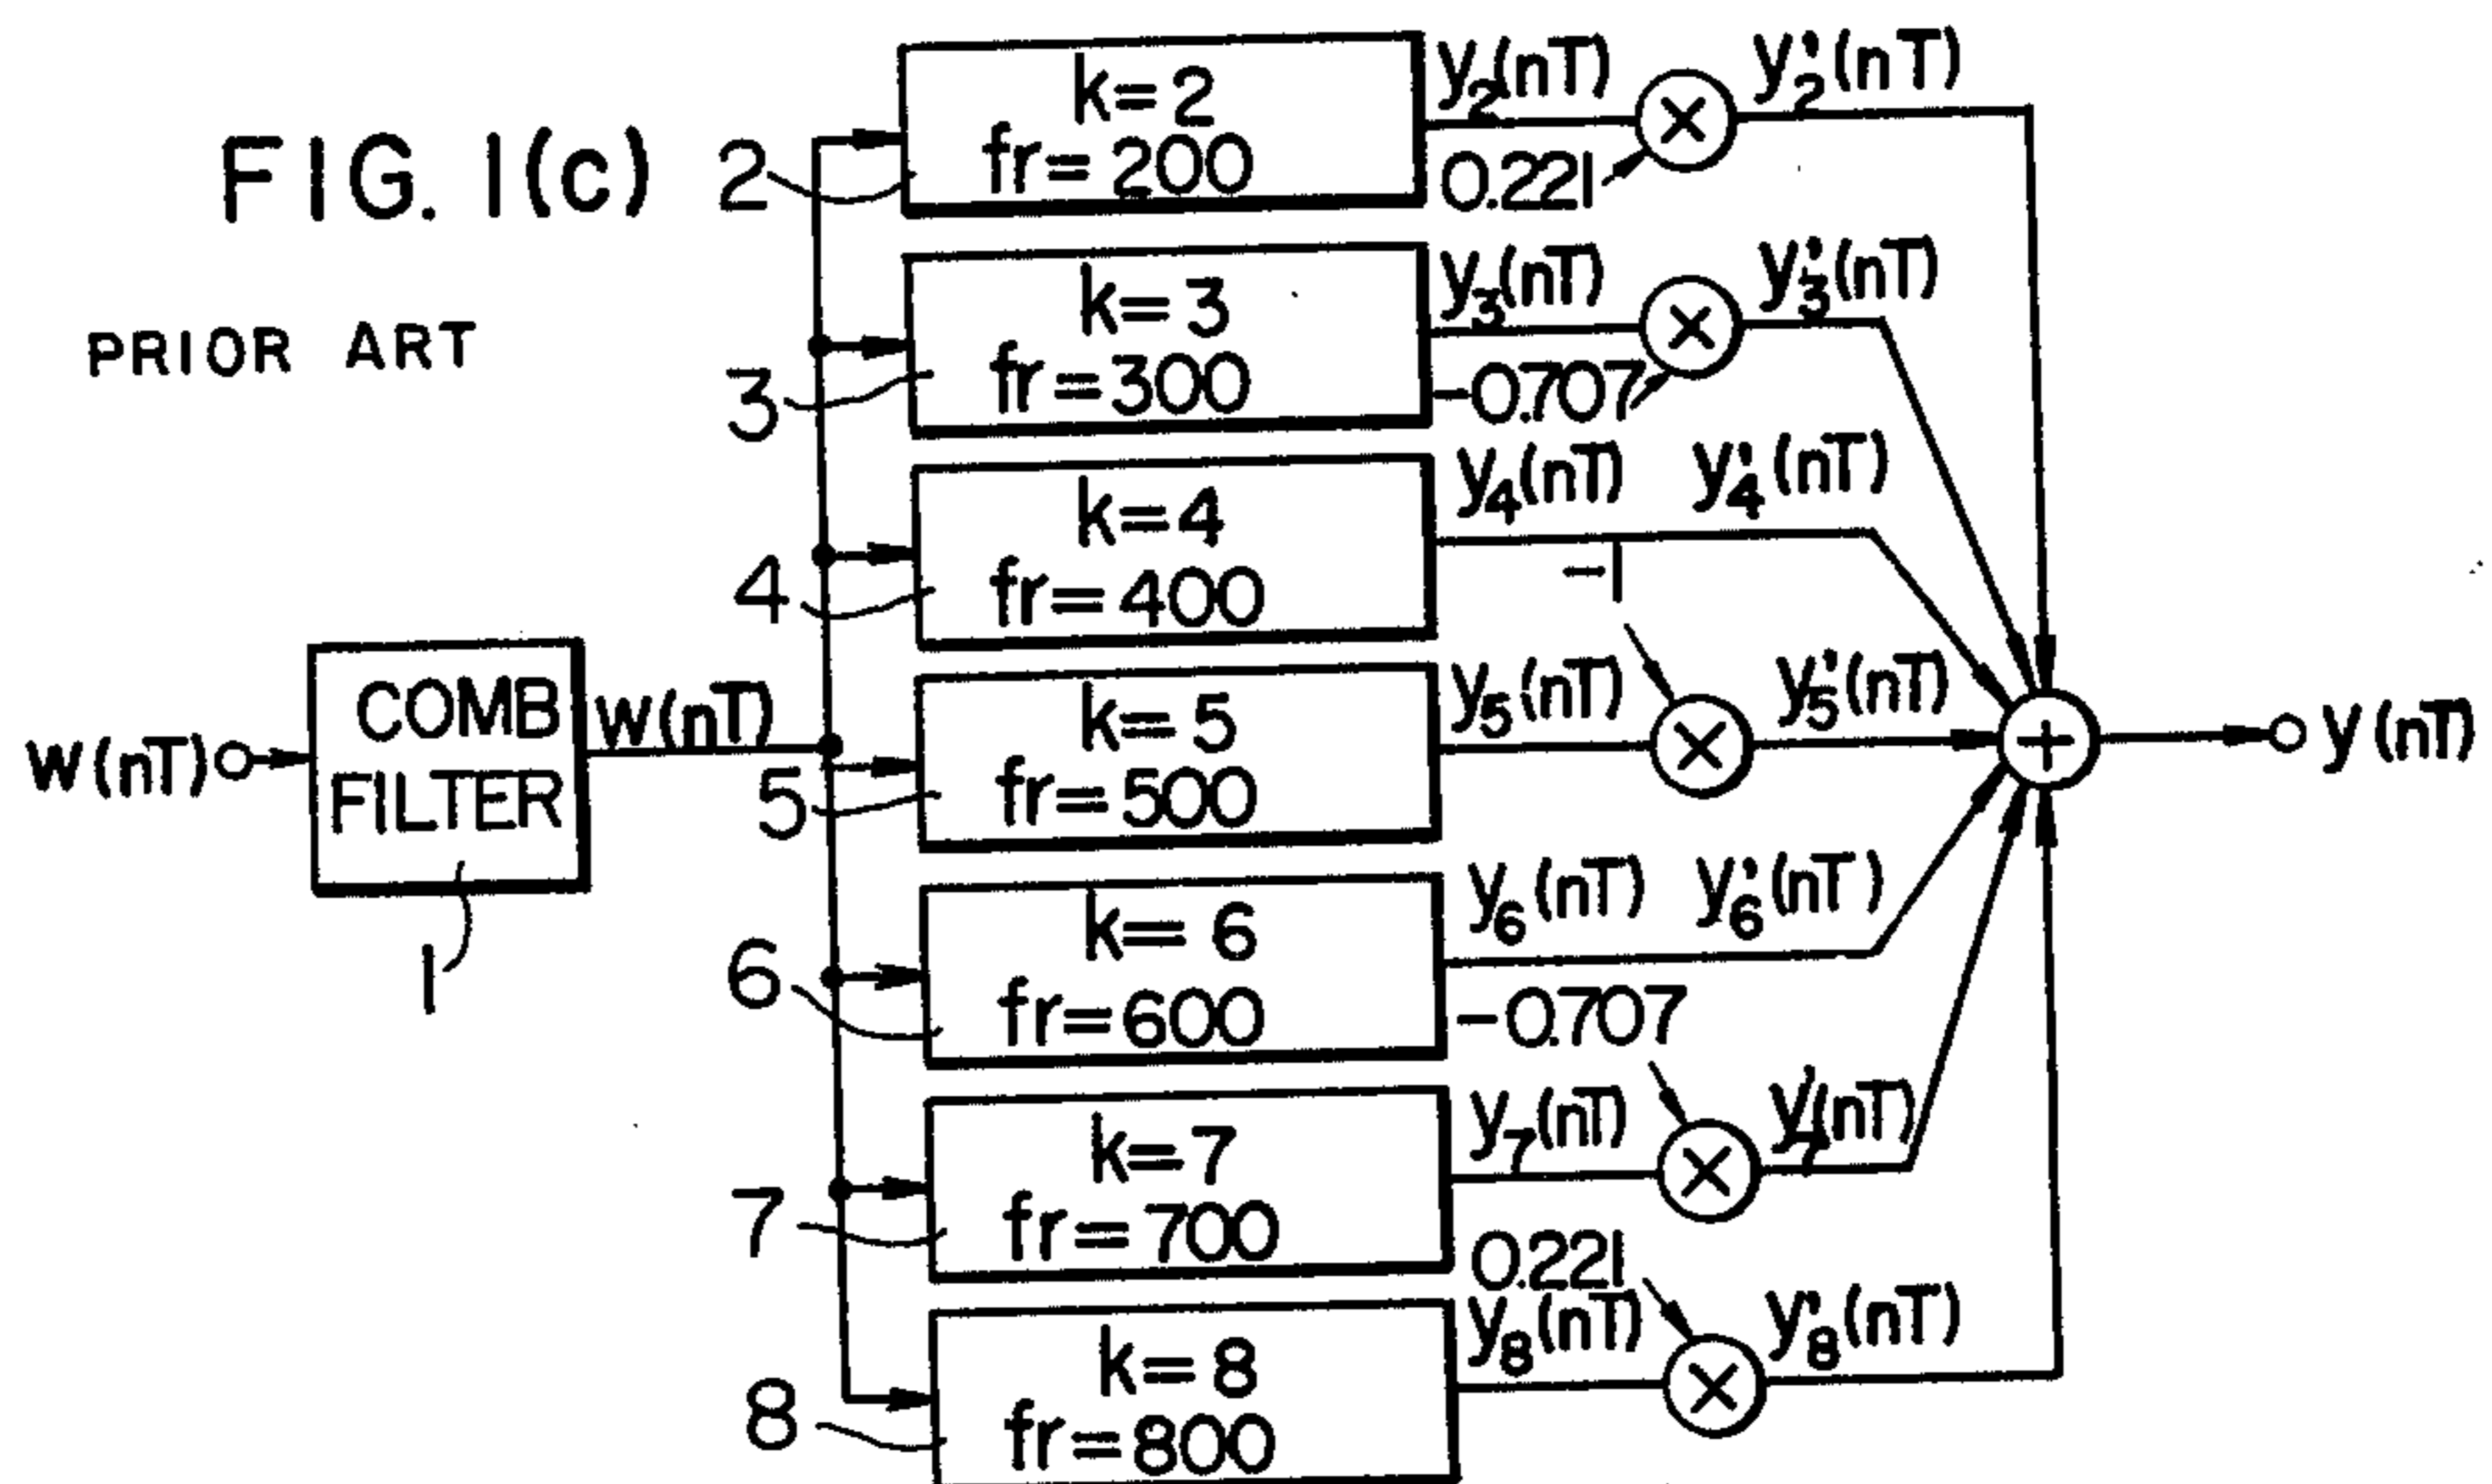 FIG. 1(c)
PRIOR ART
w(nT)
COMB
FILTER
1
W(nT)
2
k=2
fr=200
y2(nT)
0.221
y'2(nT)
3
k=3
fr=300
y3(nT)
-0.707
y'3(nT)
4
k=4
fr=400
y4(nT)
y'4(nT)
-1
5
k=5
fr=500
y5(nT)
y'5(nT)
6
k=6
fr=600
y6(nT)
y'6(nT)
-0.707
7
k=7
fr=700
y7(nT)
y'7(nT)
0.221
8
k=8
fr=800
y8(nT)
y'8(nT)
+
y(nT)